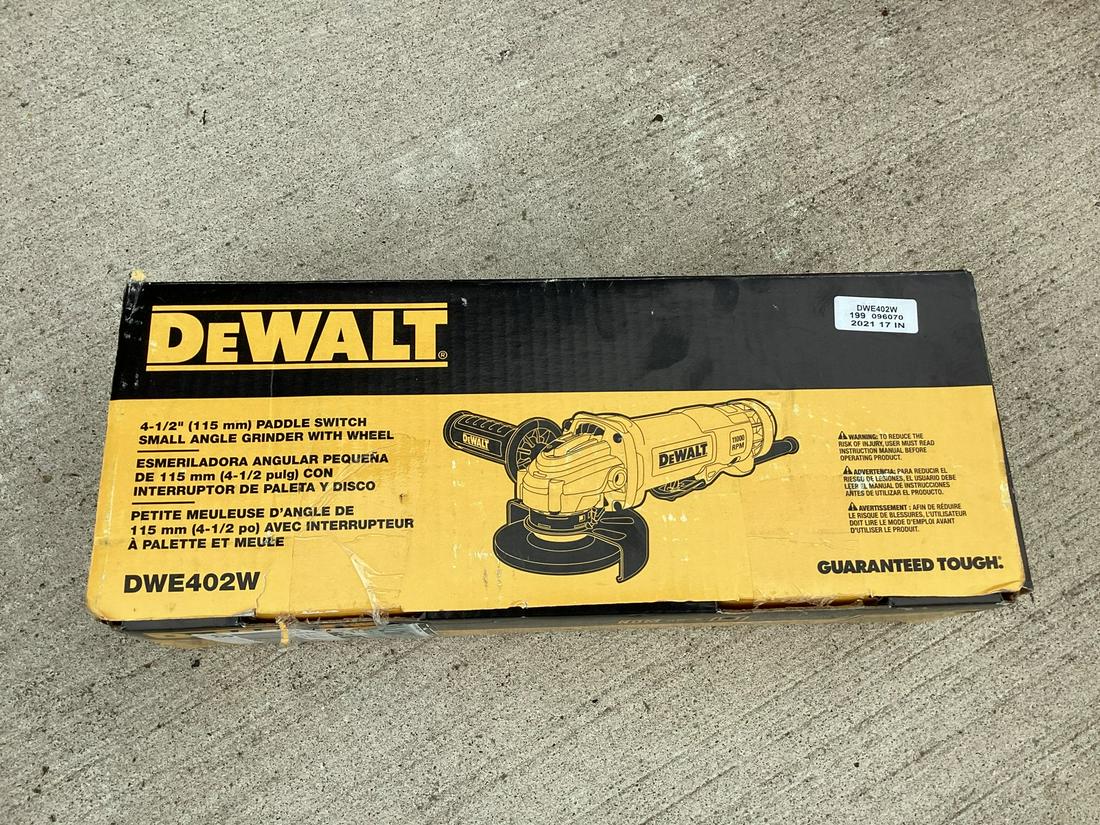 DEWALT®
DWE402W
199 096070
2021 17 IN
4-1/2" (115 mm) PADDLE SWITCH
SMALL ANGLE GRINDER WITH WHEEL
ESMERILADORA ANGULAR PEQUEÑA
DE 115 mm (4-1/2 pulg) CON
INTERRUPTOR DE PALETA Y DISCO
PETITE MEULEUSE D'ANGLE DE
115 mm (4-1/2 po) AVEC INTERRUPTEUR
À PALETTE ET MEULE
DWE402W
DEWALT
DEWALT
11000
RPM
WARNING: TO REDUCE THE
RISK OF INJURY, USER MUST READ
INSTRUCTION MANUAL BEFORE
OPERATING PRODUCT.
ADVERTENCIA: PARA REDUCIR EL
RIESGO DE LESIONES, EL USUARIO DEBE
LEER EL MANUAL DE INSTRUCCIONES
ANTES DE UTILIZAR EL PRODUCTO.
AVERTISSEMENT : AFIN DE RÉDUIRE
LE RISQUE DE BLESSURES, L'UTILISATEUR
DOIT LIRE LE MODE D'EMPLOI AVANT
D'UTILISER LE PRODUIT.
GUARANTEED TOUGH.®